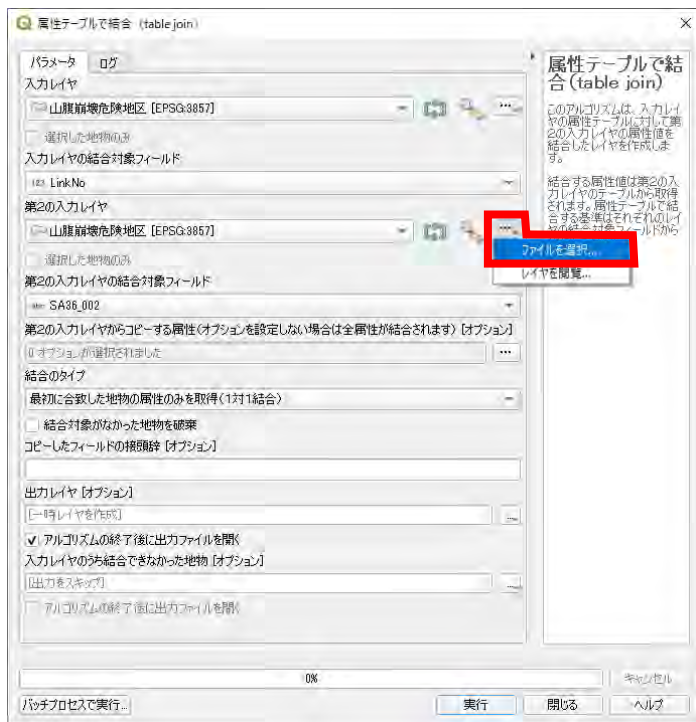 属性テーブルで結合 (table join)
パラメータ ログ
入力レイヤ
山腹崩壊危険地区 [EPSG:3857]
選択した地物のみ
入力レイヤの結合対象フィールド
123 LinkNo
第2の入力レイヤ
山腹崩壊危険地区 [EPSG:3857]
選択した地物のみ
ファイルを選択...
レイヤを閲覧...
第2の入力レイヤの結合対象フィールド
abc SA36_002
第2の入力レイヤからコピーする属性(オプションを設定しない場合は全属性が結合されます) [オプション]
0 オプションが選択されました
結合のタイプ
最初に合致した地物の属性のみを取得(1対1結合)
結合対象がなかった地物を破棄
コピーしたフィールドの接頭辞 [オプション]
出力レイヤ [オプション]
[一時レイヤを作成]
アルゴリズムの終了後に出力ファイルを開く
入力レイヤのうち結合できなかった地物 [オプション]
[出力をスキップ]
アルゴリズムの終了後に出力ファイルを開く
属性テーブルで結
合(table join)
このアルゴリズムは、入力レイ
ヤの属性テーブルに対して第
2の入力レイヤの属性値を
結合したレイヤを作成しま
す。
結合する属性値は第2の入
力レイヤのテーブルから取得
されます。属性テーブルで結
合する基準はそれぞれのレイ
ヤの結合対象フィールドから
0%
キャンセル
バッチプロセスで実行...
実行 閉じる ヘルプ